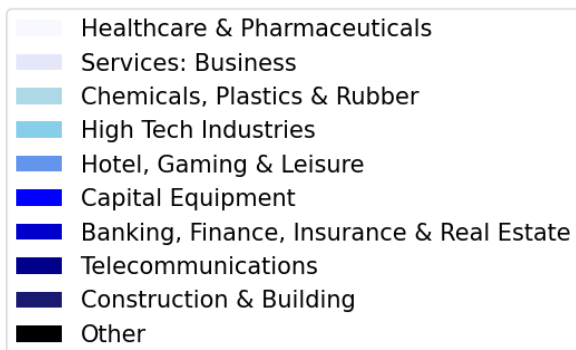 Healthcare & Pharmaceuticals
Services: Business
Chemicals, Plastics & Rubber
High Tech Industries
Hotel, Gaming & Leisure
Capital Equipment
Banking, Finance, Insurance & Real Estate
Telecommunications
Construction & Building
Other